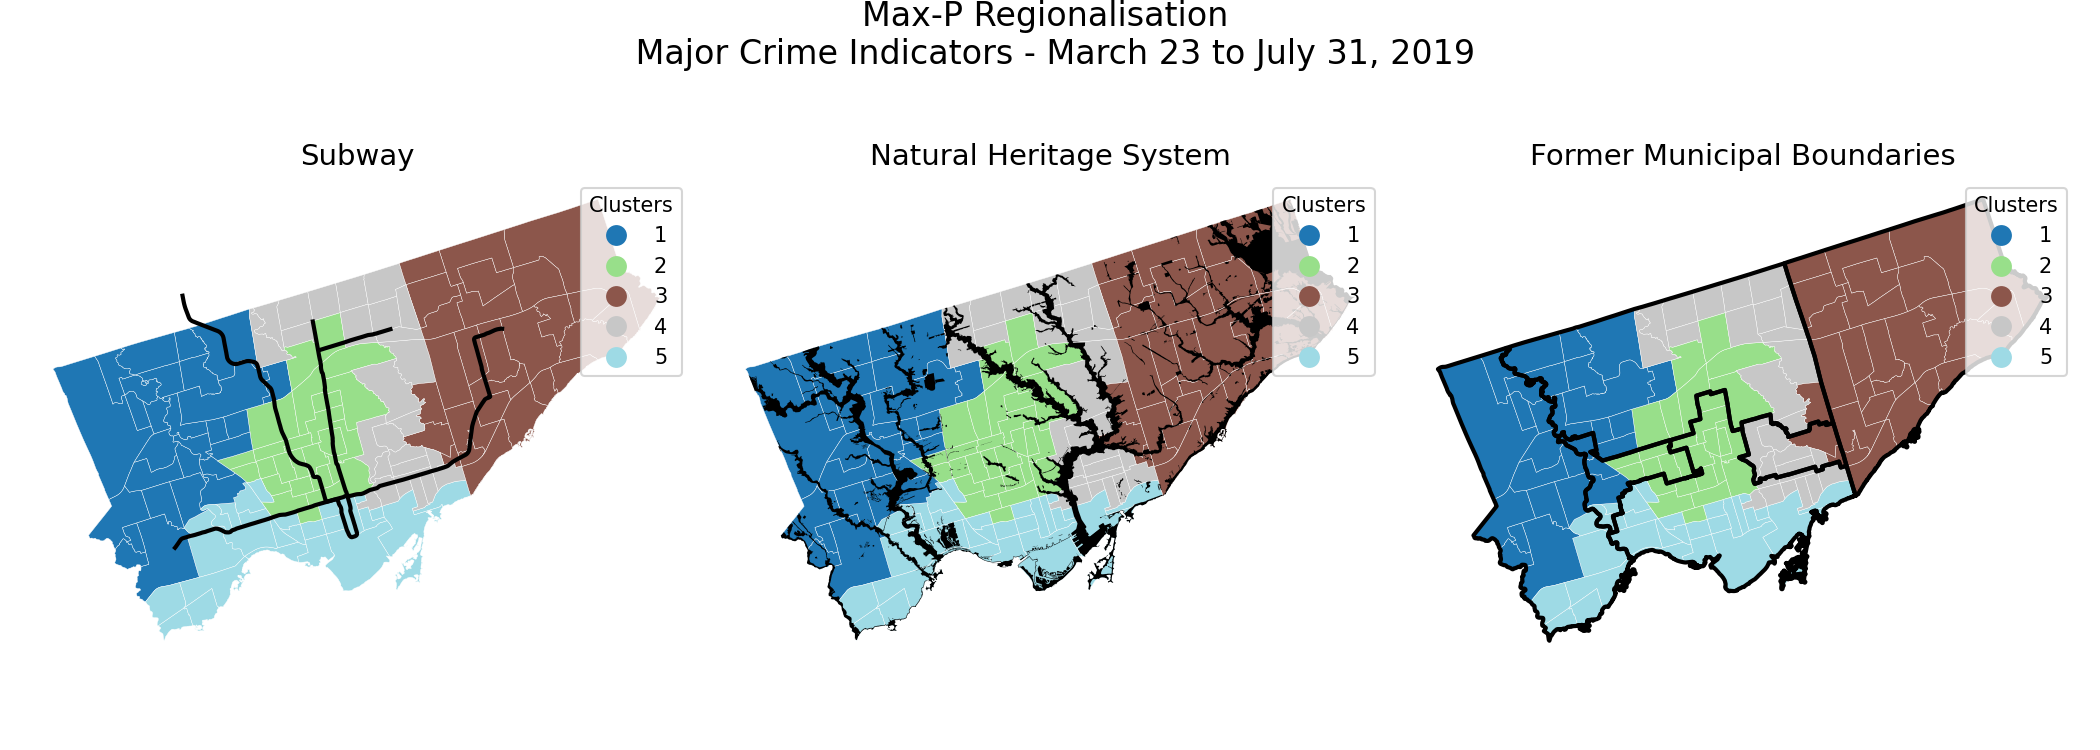 Max-P Regionalisation
Major Crime Indicators - March 23 to July 31, 2019
Subway
Clusters
1
2
3
4
5
Natural Heritage System
Clusters
1
2
3
4
5
Former Municipal Boundaries
Clusters
1
2
3
4
5